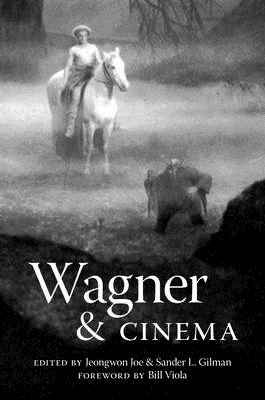 Wagner
& CINEMA
EDITED BY Jeongwon Joe & Sander L. Gilman
FOREWORD BY Bill Viola